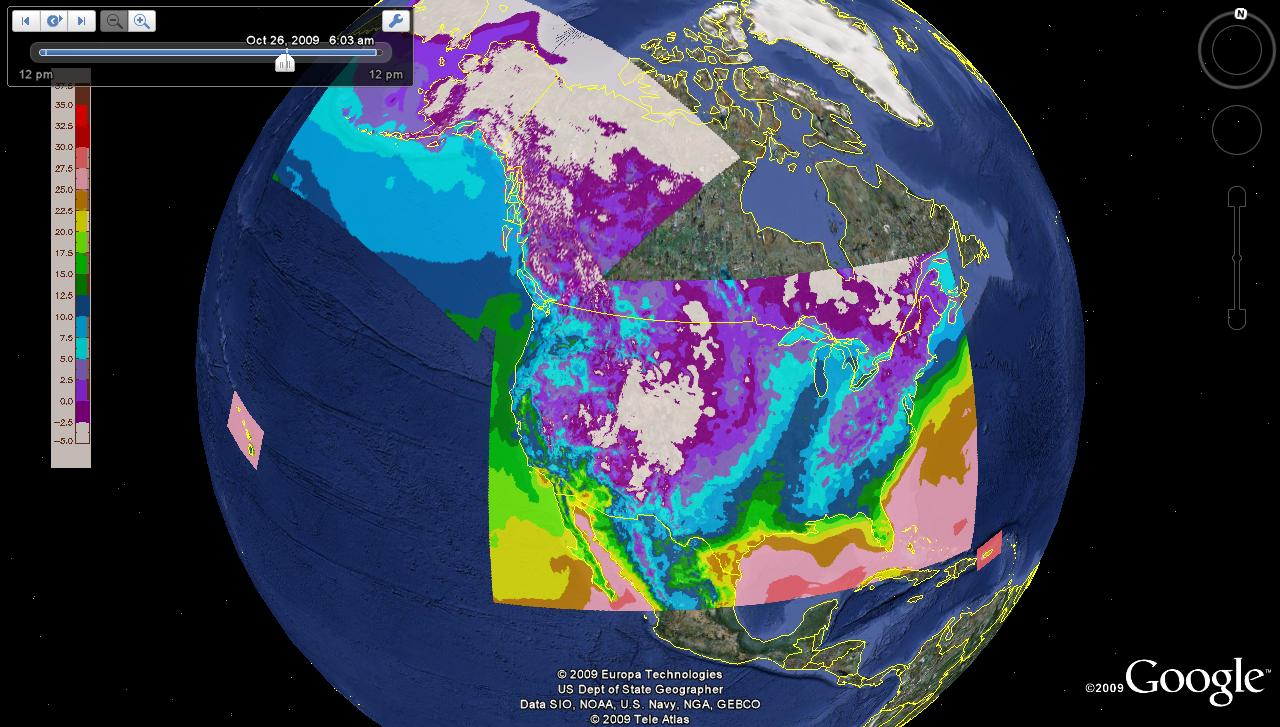 Oct 26, 2009   6:03 am
12 pm
12 pm
N
37.5
35.0
32.5
30.0
27.5
25.0
22.5
20.0
17.5
15.0
12.5
10.0
7.5
5.0
2.5
0.0
-2.5
-5.0
© 2009 Europa Technologies
US Dept of State Geographer
Data SIO, NOAA, U.S. Navy, NGA, GEBCO
© 2009 Tele Atlas
©2009 Google™